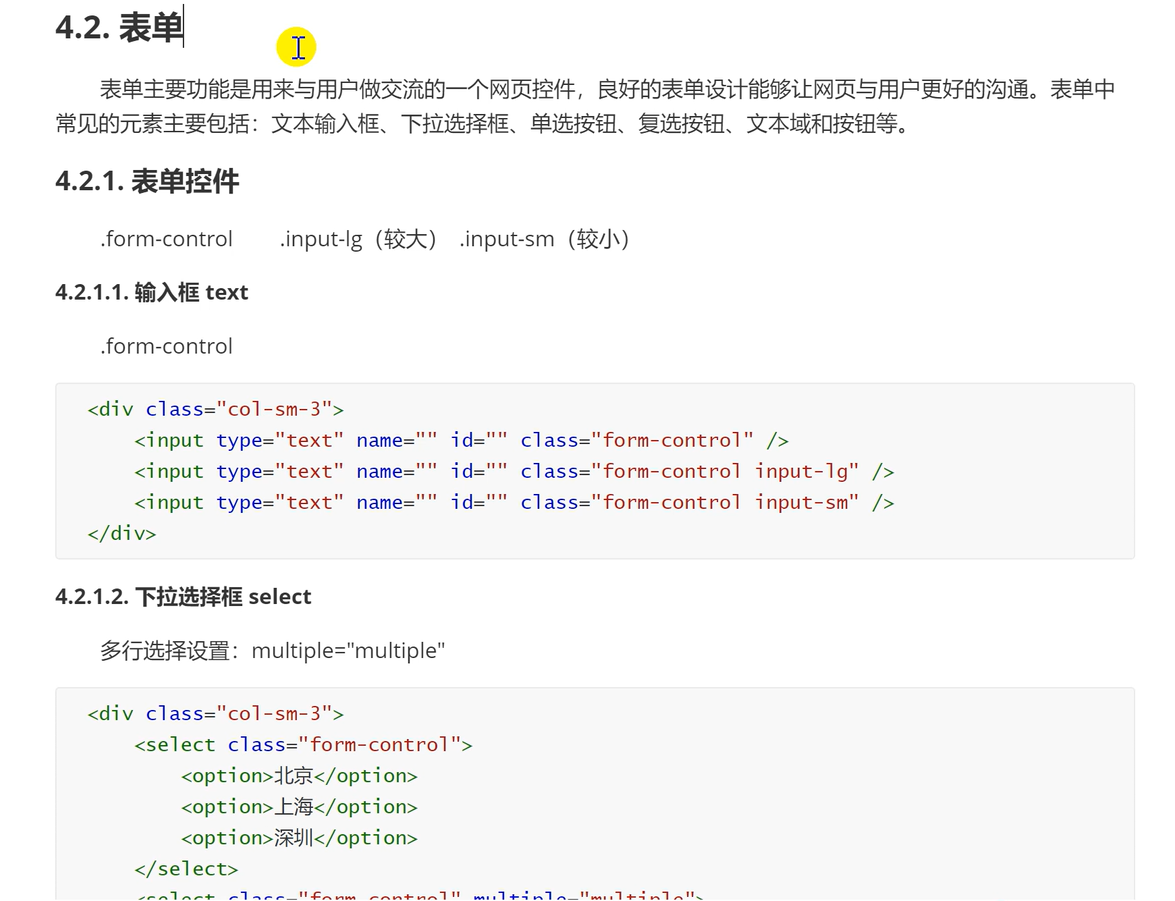 4.2. 表单
表单主要功能是用来与用户做交流的一个网页控件，良好的表单设计能够让网页与用户更好的沟通。表单中
常见的元素主要包括：文本输入框、下拉选择框、单选按钮、复选按钮、文本域和按钮等。
4.2.1. 表单控件
.form-control .input-lg（较大） .input-sm（较小）
4.2.1.1. 输入框 text
.form-control
<div class="col-sm-3">
<input type="text" name="" id="" class="form-control" />
<input type="text" name="" id="" class="form-control input-lg" />
<input type="text" name="" id="" class="form-control input-sm" />
</div>
4.2.1.2. 下拉选择框 select
多行选择设置：multiple="multiple"
<div class="col-sm-3">
<select class="form-control">
<option>北京</option>
<option>上海</option>
<option>深圳</option>
</select>
<select class="form-control" multiple="multiple">